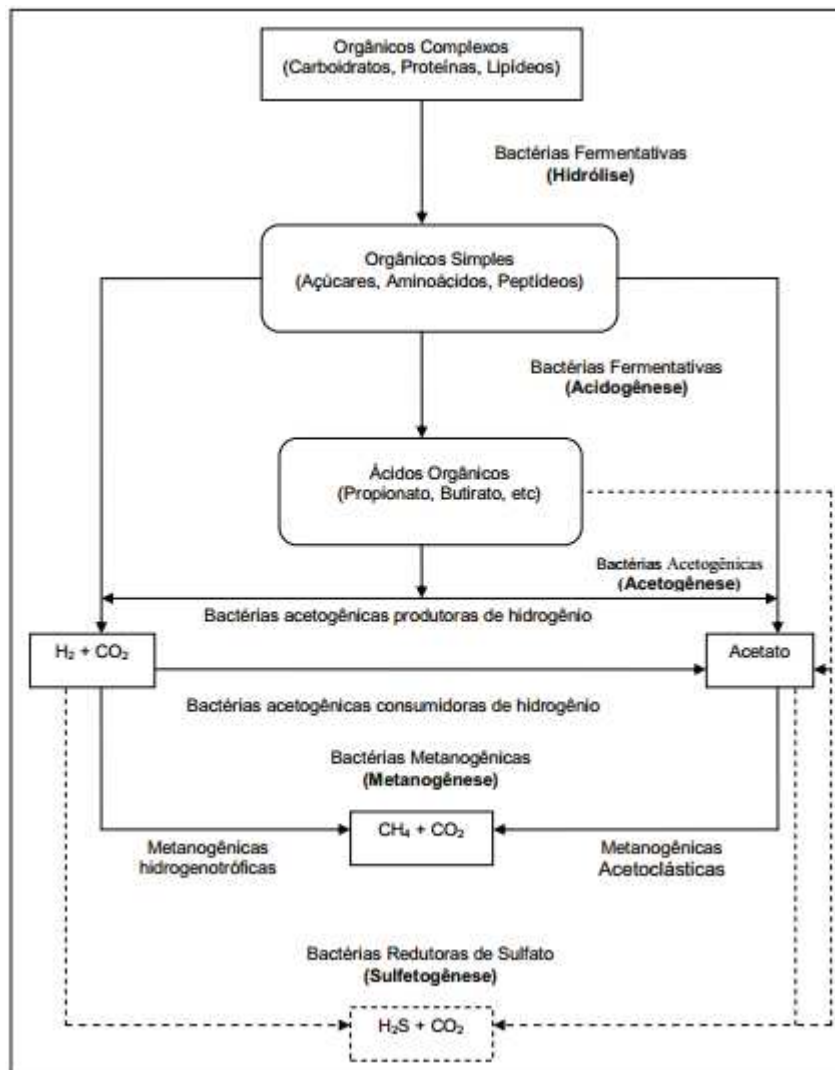 Orgânicos Complexos
(Carboidratos, Proteínas, Lipídeos)
Bactérias Fermentativas
(Hidrólise)
Orgânicos Simples
(Açúcares, Aminoácidos, Peptídeos)
Bactérias Fermentativas
(Acidogênese)
Ácidos Orgânicos
(Propionato, Butirato, etc)
Bactérias Acetogênicas
(Acetogênese)
Bactérias acetogênicas produtoras de hidrogênio
H₂ + CO₂
Acetato
Bactérias acetogênicas consumidoras de hidrogênio
Bactérias Metanogênicas
(Metanogênese)
CH₄ + CO₂
Metanogênicas
hidrogenotróficas
Metanogênicas
Acetoclásticas
Bactérias Redutoras de Sulfato
(Sulfetogênese)
H₂S + CO₂